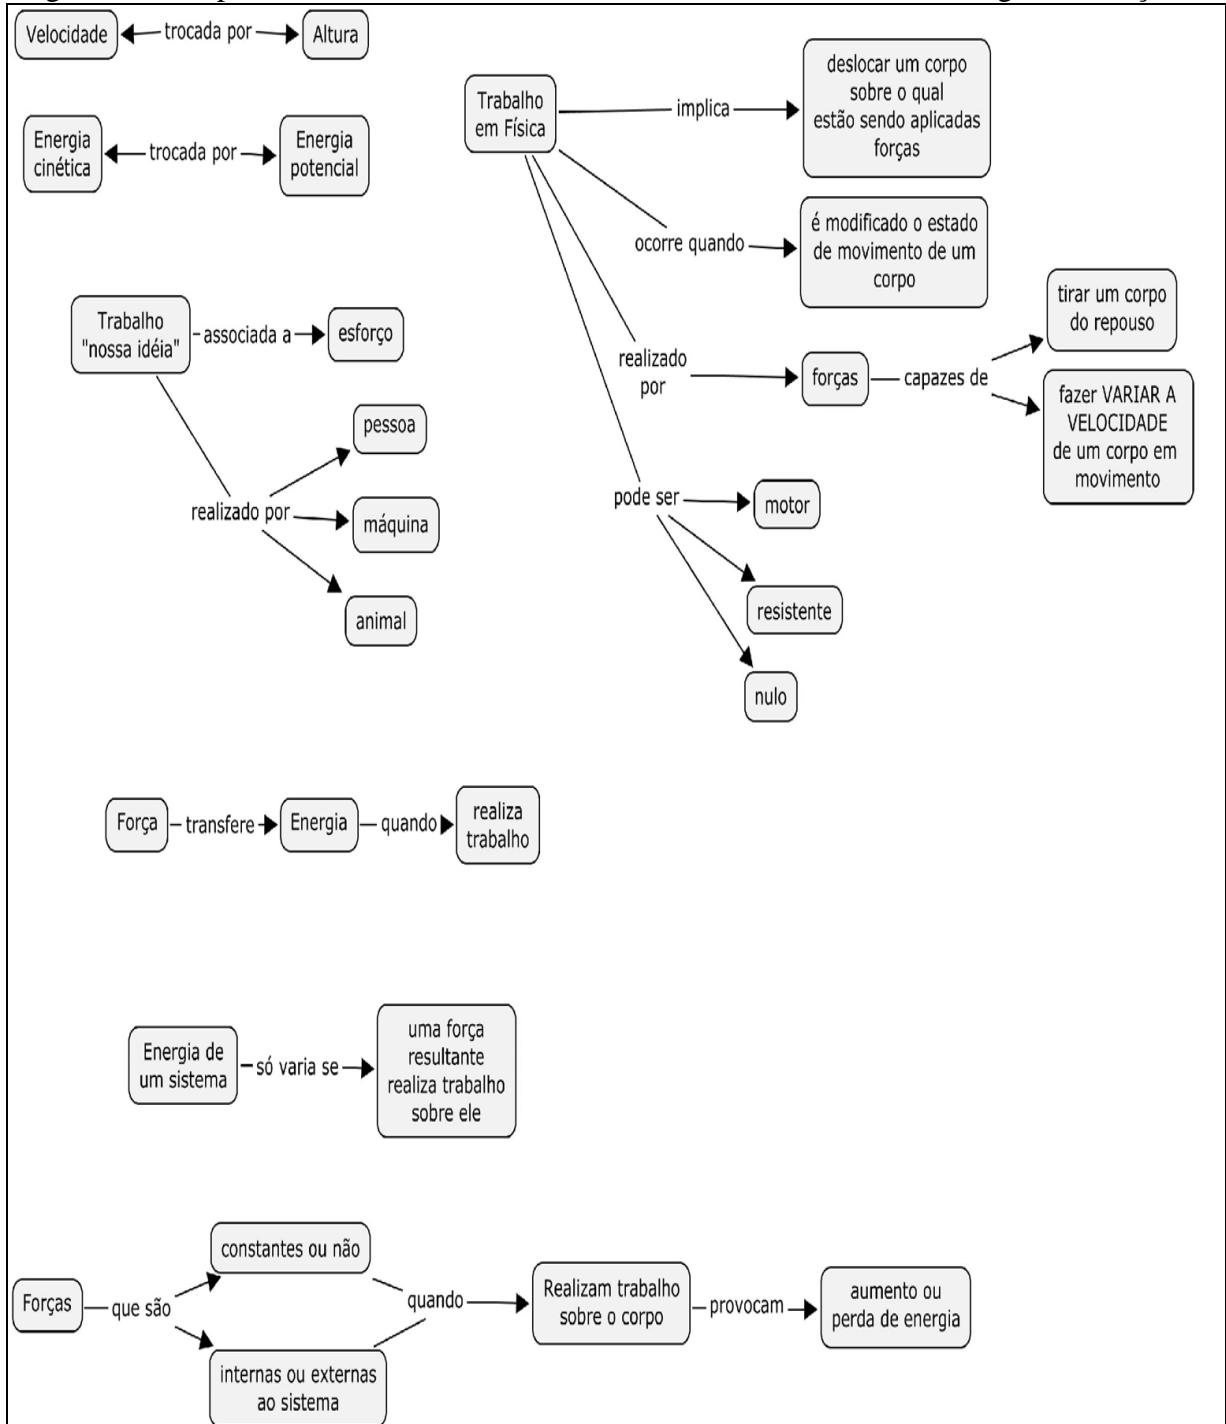 Velocidade
trocada por
Altura
Energia
cinética
trocada por
Energia
potencial
Trabalho
em Física
implica
deslocar um corpo
sobre o qual
estão sendo aplicadas
forças
ocorre quando
é modificado o estado
de movimento de um
corpo
realizado
por
forças
capazes de
tirar um corpo
do repouso
fazer VARIAR A
VELOCIDADE
de um corpo em
movimento
pode ser
motor
resistente
nulo
Trabalho
"nossa idéia"
associada a
esforço
realizado por
pessoa
máquina
animal
Força
transfere
Energia
quando
realiza
trabalho
Energia de
um sistema
só varia se
uma força
resultante
realiza trabalho
sobre ele
Forças
que são
constantes ou não
internas ou externas
ao sistema
quando
Realizam trabalho
sobre o corpo
provocam
aumento ou
perda de energia